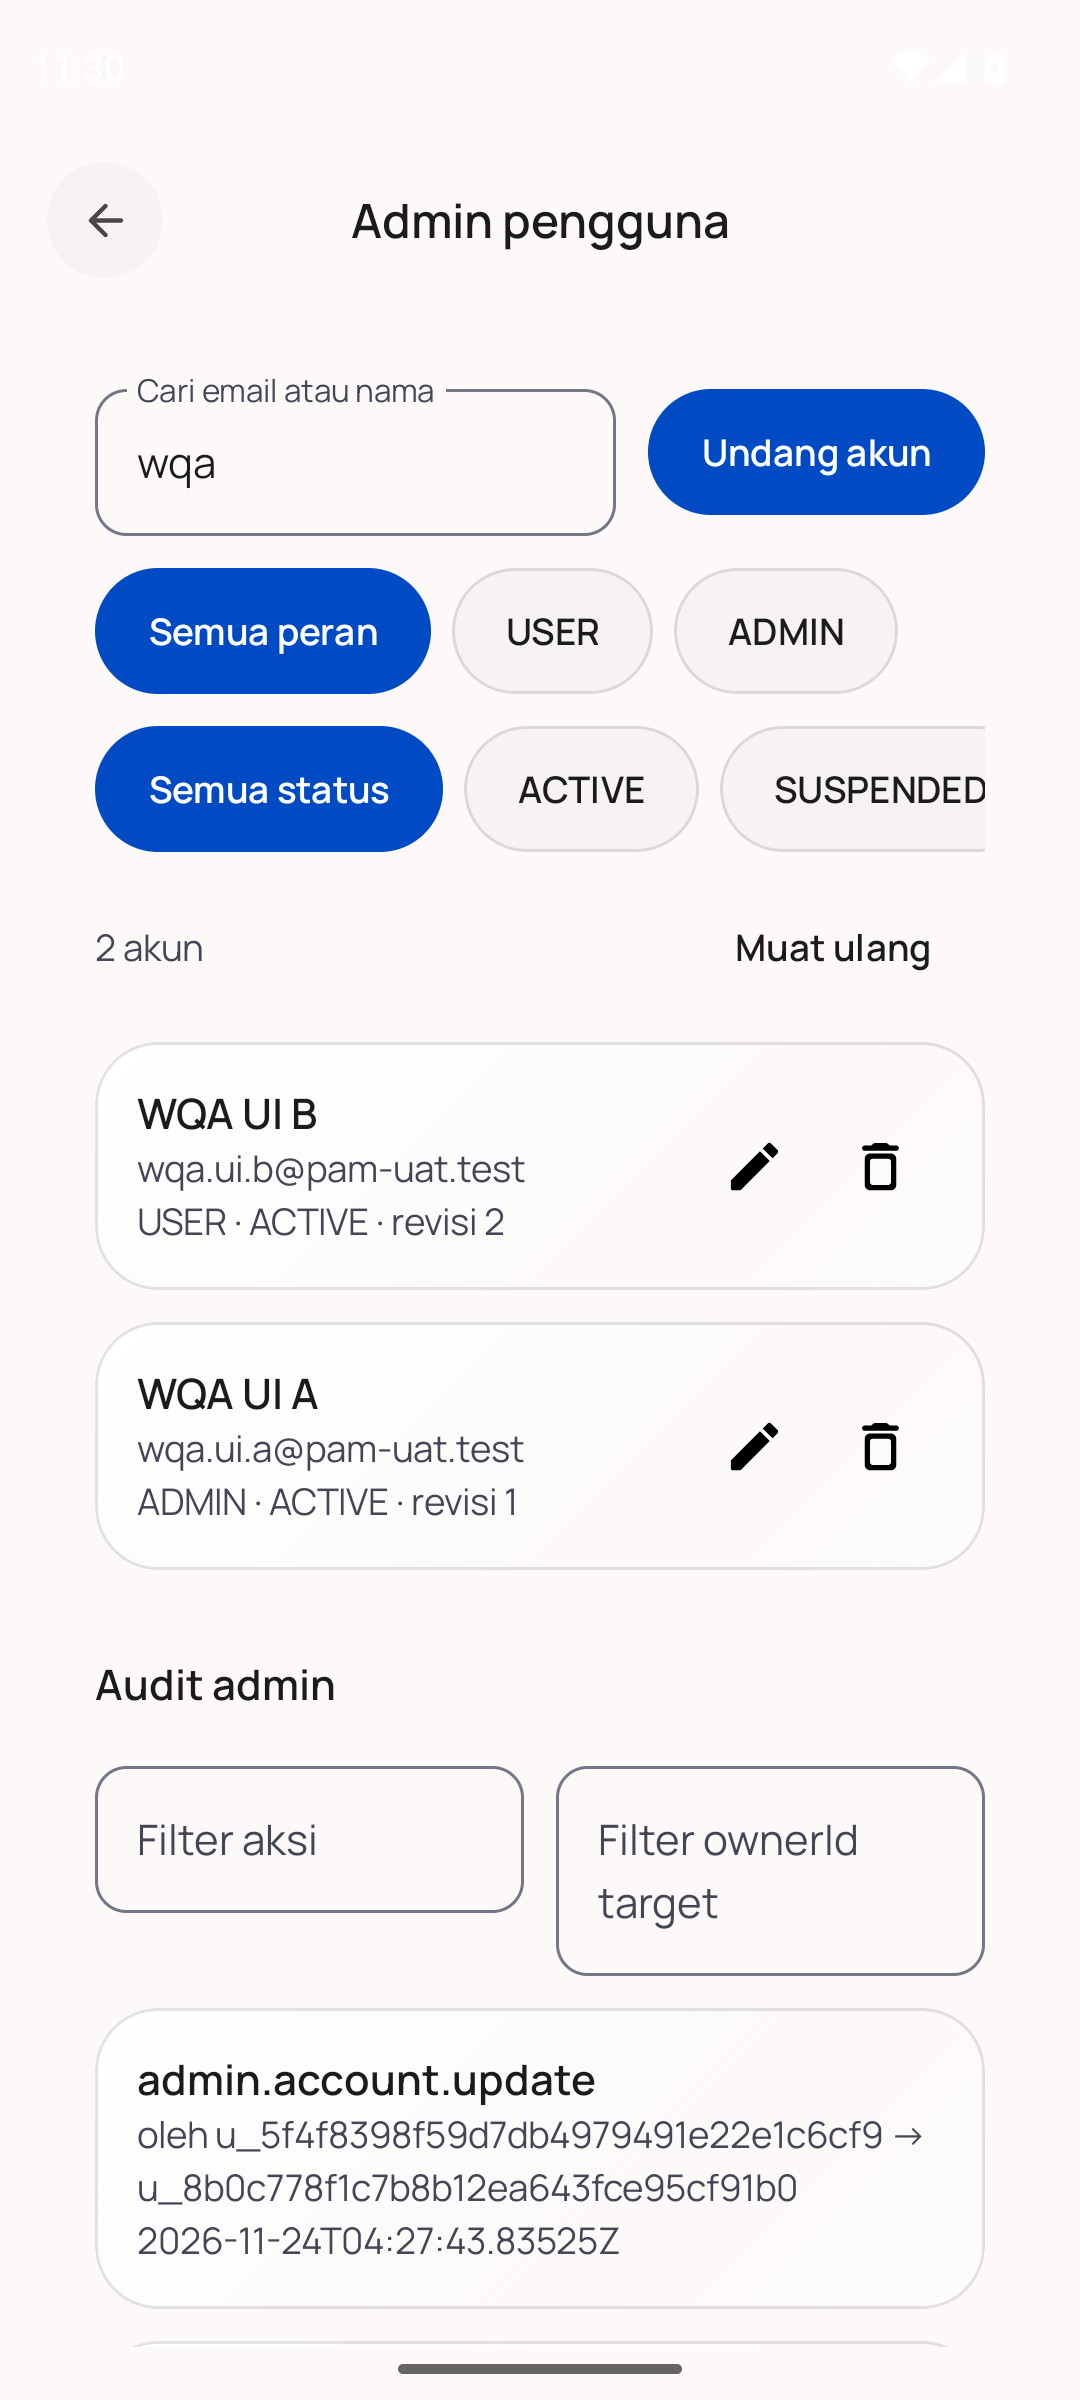 11:30
Admin pengguna
Cari email atau nama
wqa
Undang akun
Semua peran
USER
ADMIN
Semua status
ACTIVE
SUSPENDED
2 akun
Muat ulang
WQA UI B
wqa.ui.b@pam-uat.test
USER · ACTIVE · revisi 2
WQA UI A
wqa.ui.a@pam-uat.test
ADMIN · ACTIVE · revisi 1
Audit admin
Filter aksi
Filter ownerId
target
admin.account.update
oleh u_5f4f8398f59d7db4979491e22e1c6cf9 →
u_8b0c778f1c7b8b12ea643fce95cf91b0
2026-11-24T04:27:43.83525Z